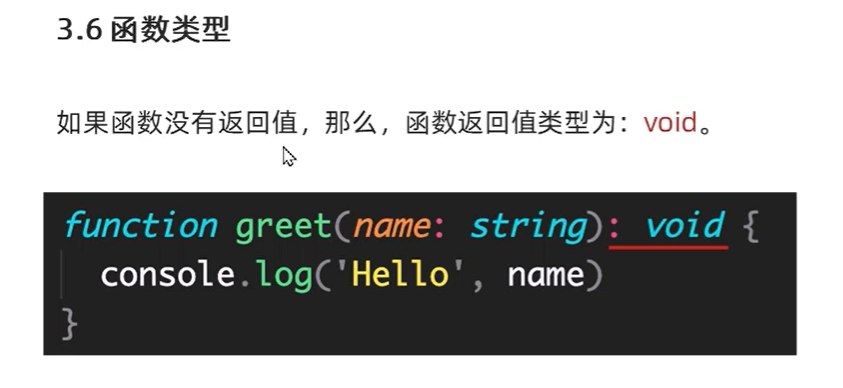 3.6 函数类型
如果函数没有返回值，那么，函数返回值类型为：void。
function greet(name: string): void {
console.log('Hello', name)
}